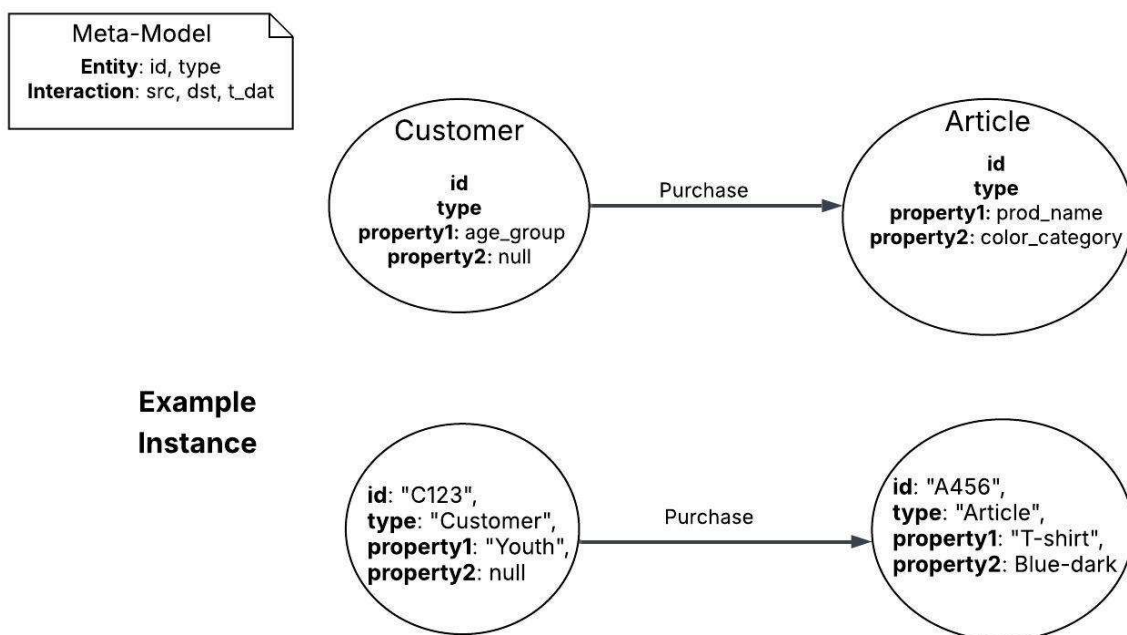 Meta-Model
Entity: id, type
Interaction: src, dst, t_dat
Customer
id
type
property1: age_group
property2: null
Purchase
Article
id
type
property1: prod_name
property2: color_category
Example
Instance
id: "C123",
type: "Customer",
property1: "Youth",
property2: null
Purchase
id: "A456",
type: "Article",
property1: "T-shirt",
property2: Blue-dark